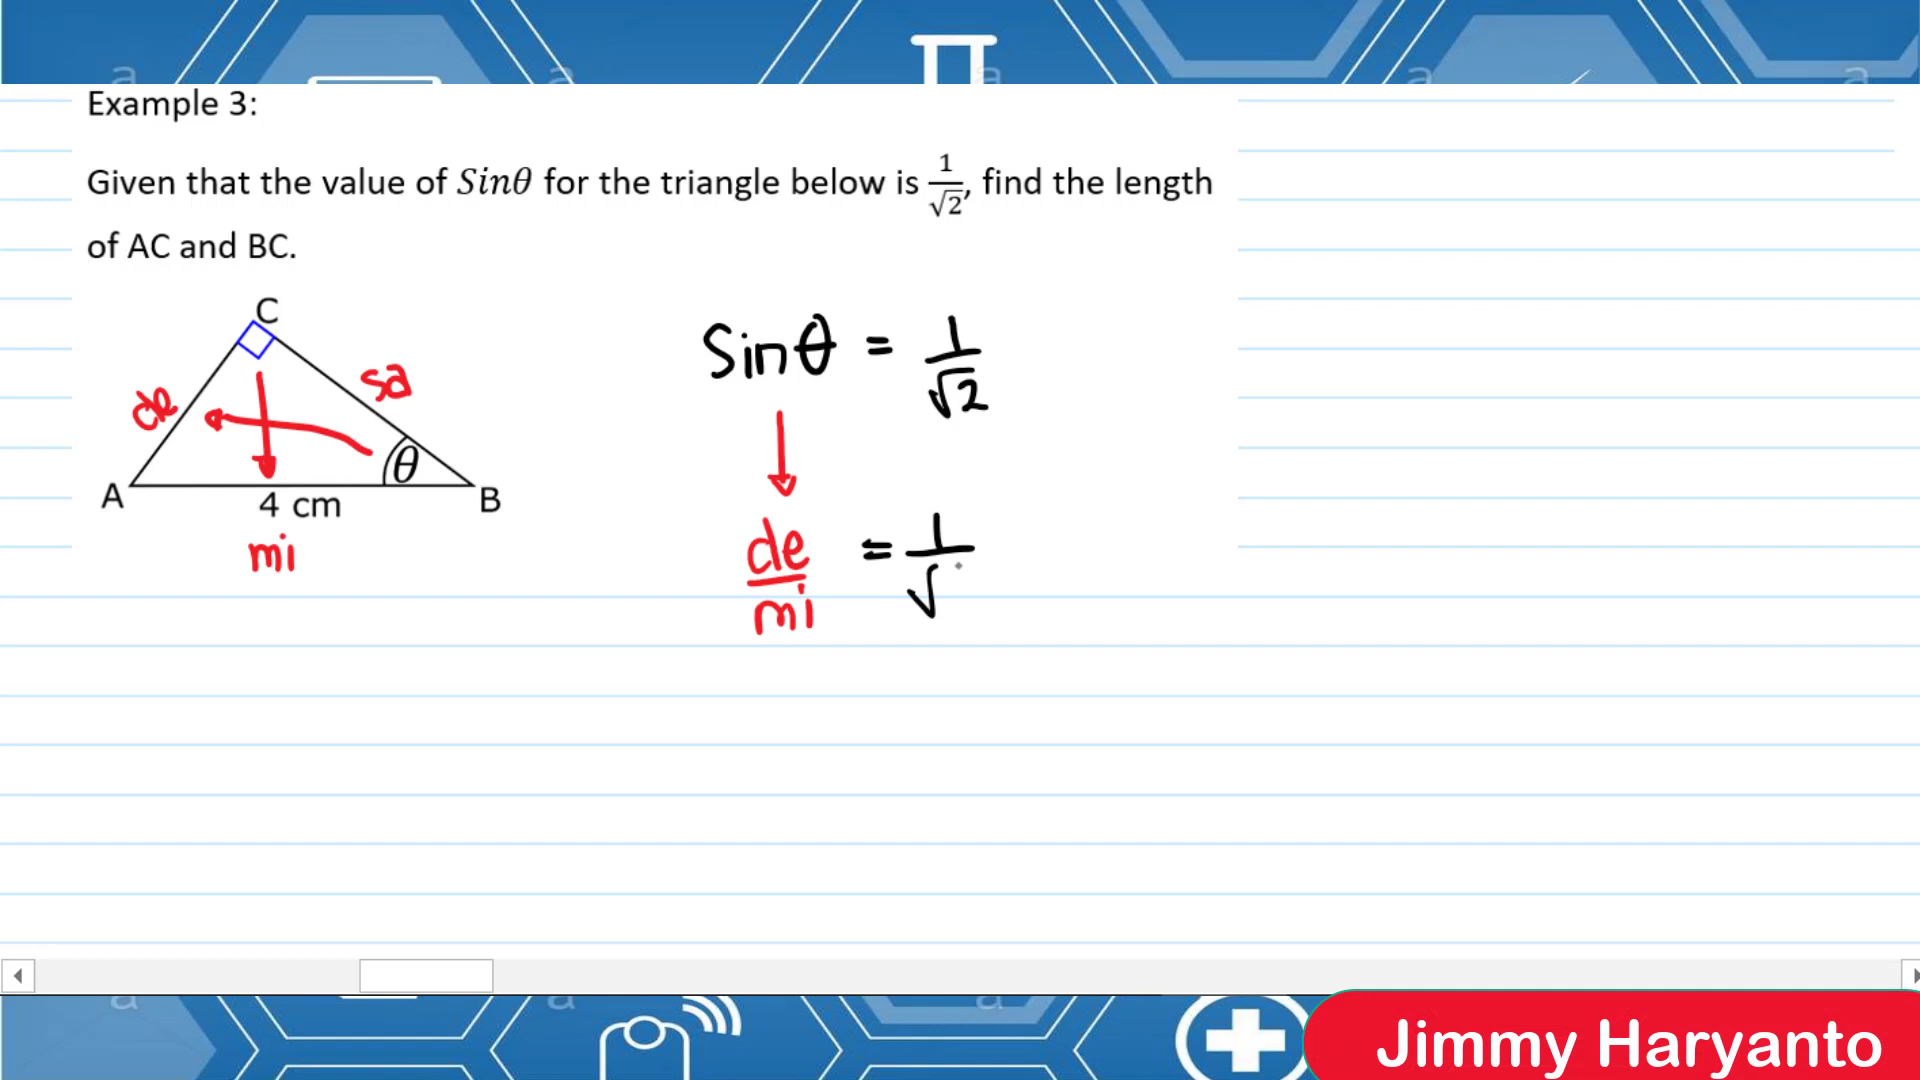 Example 3:
Given that the value of Sinθ for the triangle below is 1/√2, find the length
of AC and BC.
C
de
sa
θ
A
4 cm
B
mi
Sinθ = 1/√2
de/mi = 1/√
a a a a a
a a a
Jimmy Haryanto